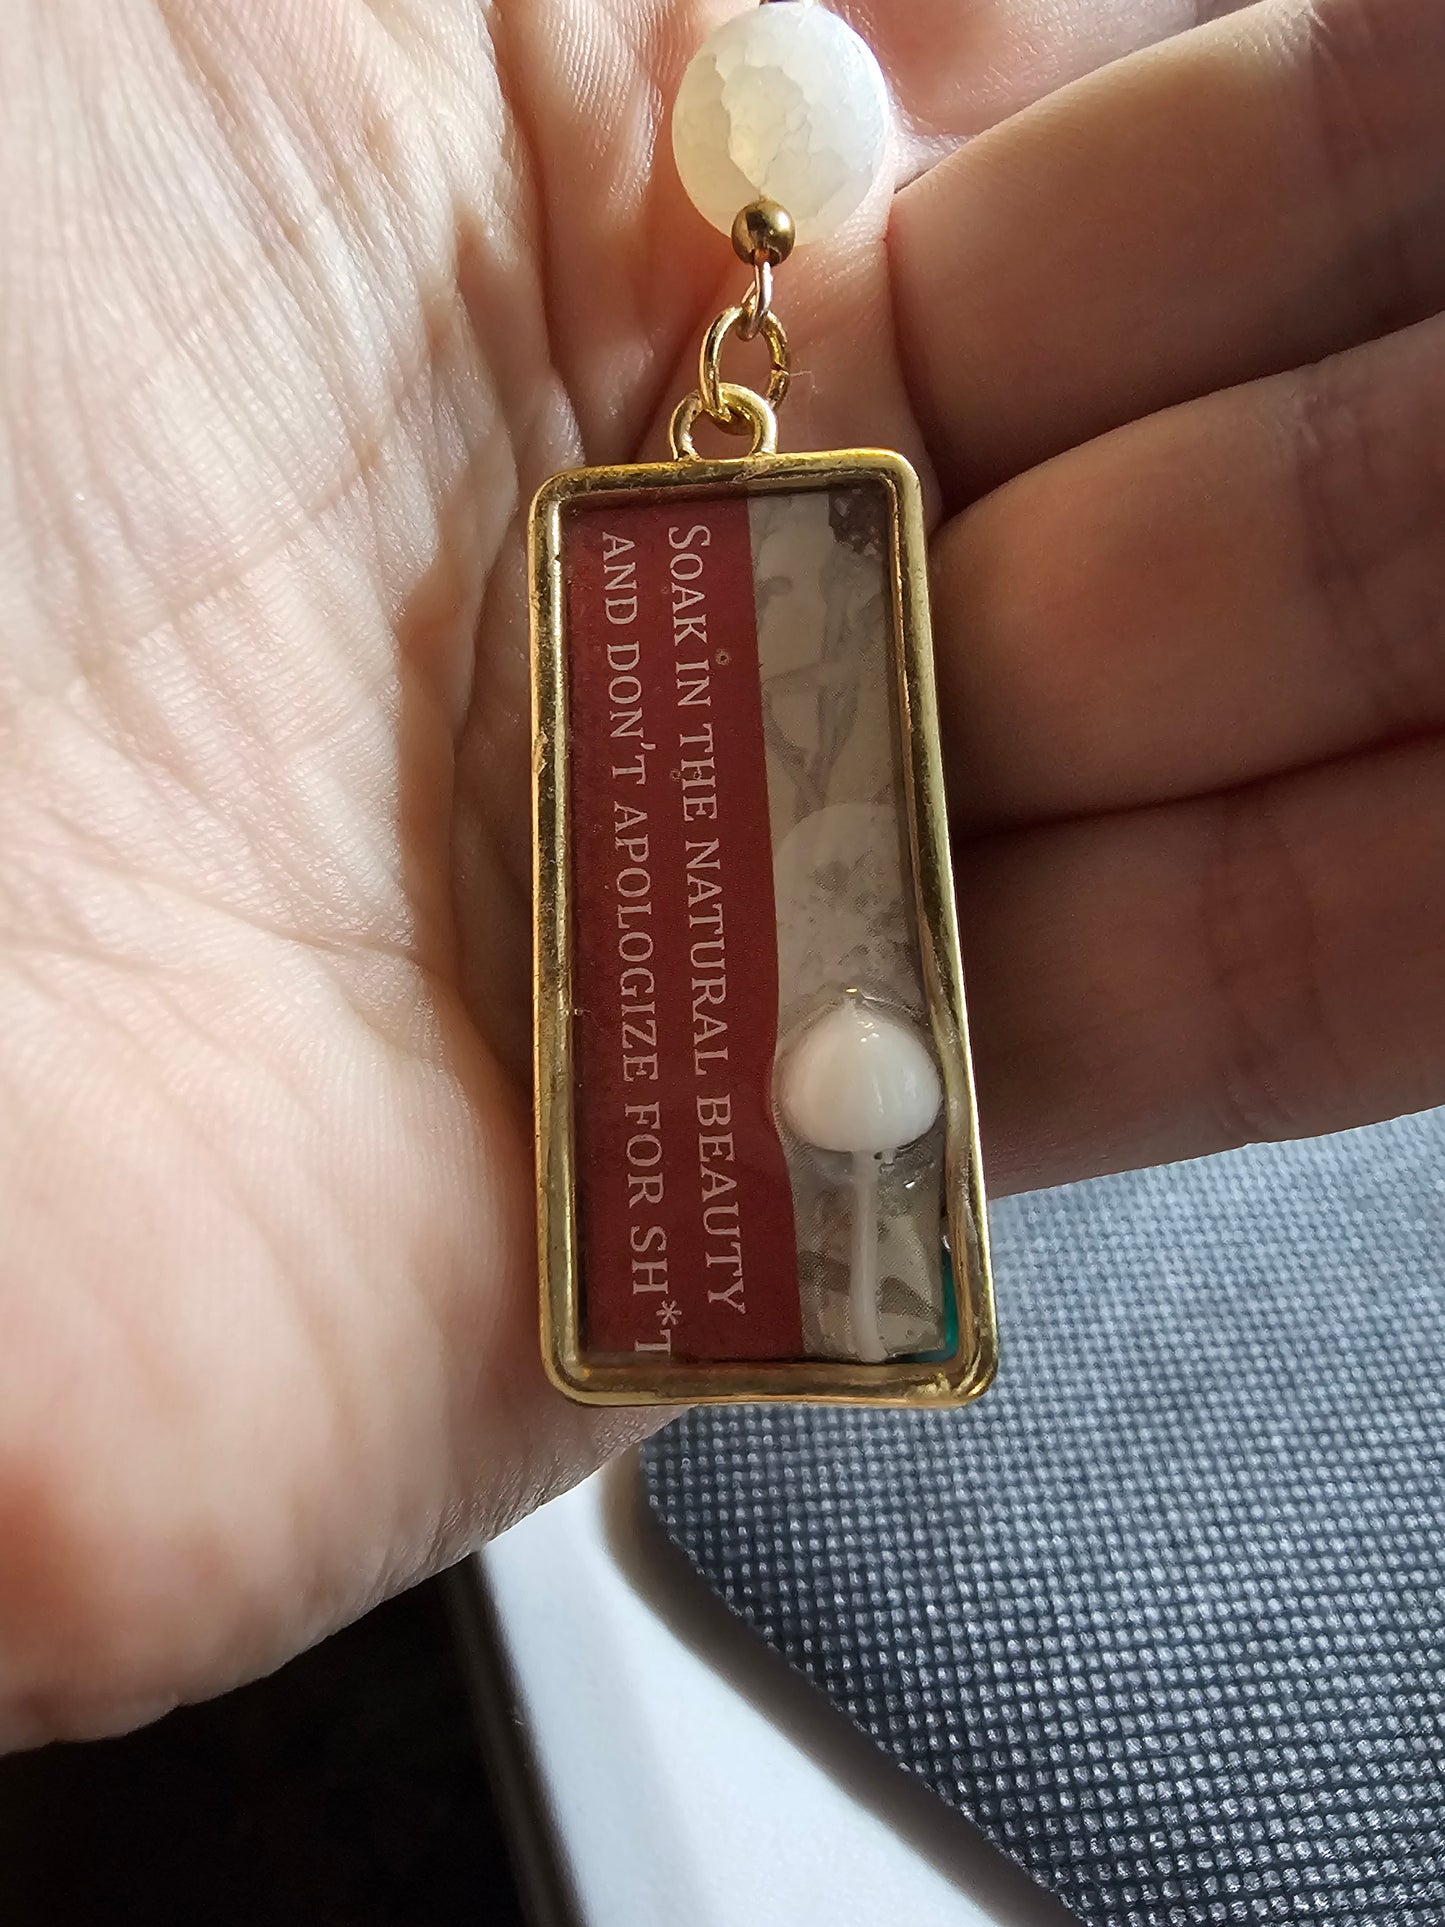 SOAK IN THE NATURAL BEAUTY
AND DON'T APOLOGIZE FOR SH*T